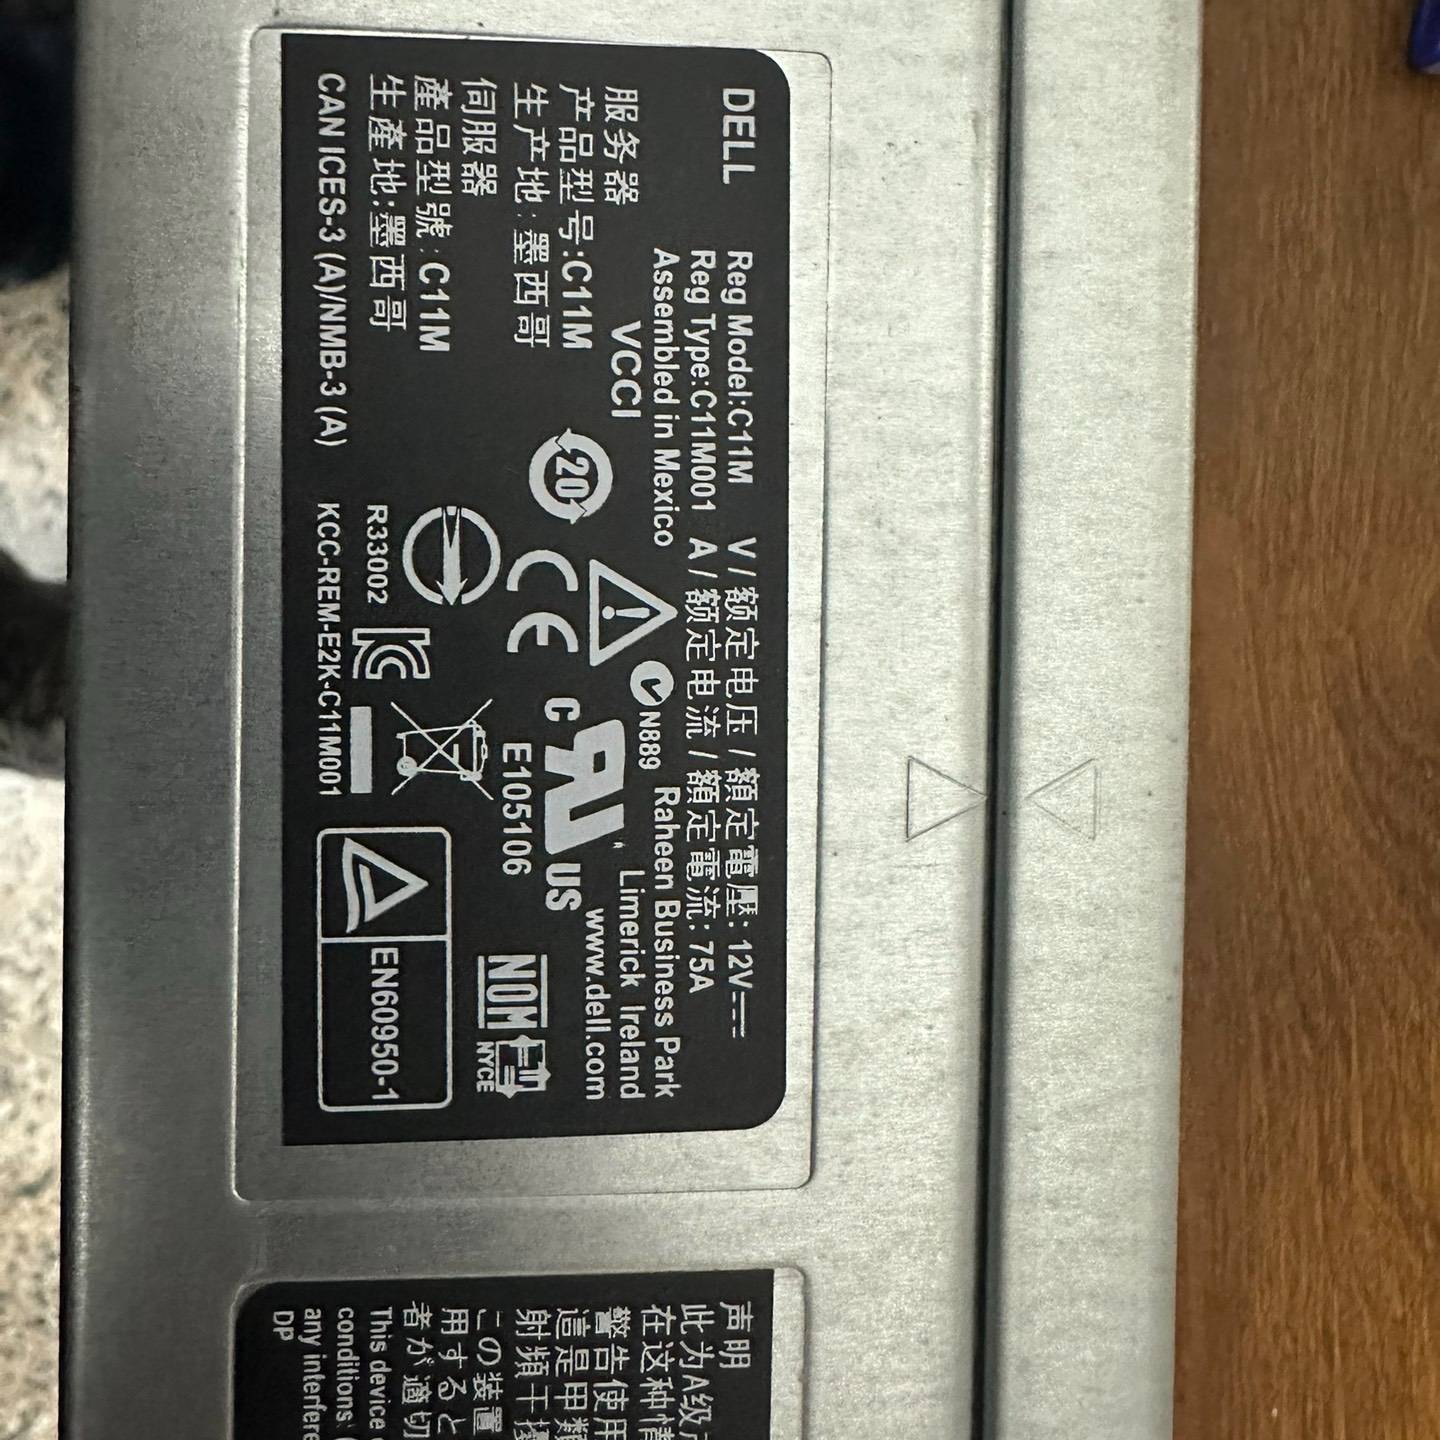 DELL
Reg Model:C11M
V / 额定电压 / 額定電壓: 12V
Reg Type:C11M001
A / 额定电流 / 額定電流: 75A
Assembled in Mexico
服务器
产品型号:C11M
生产地:墨西哥
伺服器
產品型號:C11M
生產地:墨西哥
CAN ICES-3 (A)/NMB-3 (A)
VCCI
20
N889
Raheen Business Park
Limerick Ireland
www.dell.com
CE
C UL US
E105106
NOM
NYCE
R33002
KCC-REM-E2K-C11M001
EN60950-1
声明
此为A级
在这种情
警告使用
這是甲類
射頻干擾
この装置
用すると
者が適切
This device
conditions: (
any interfere
DP